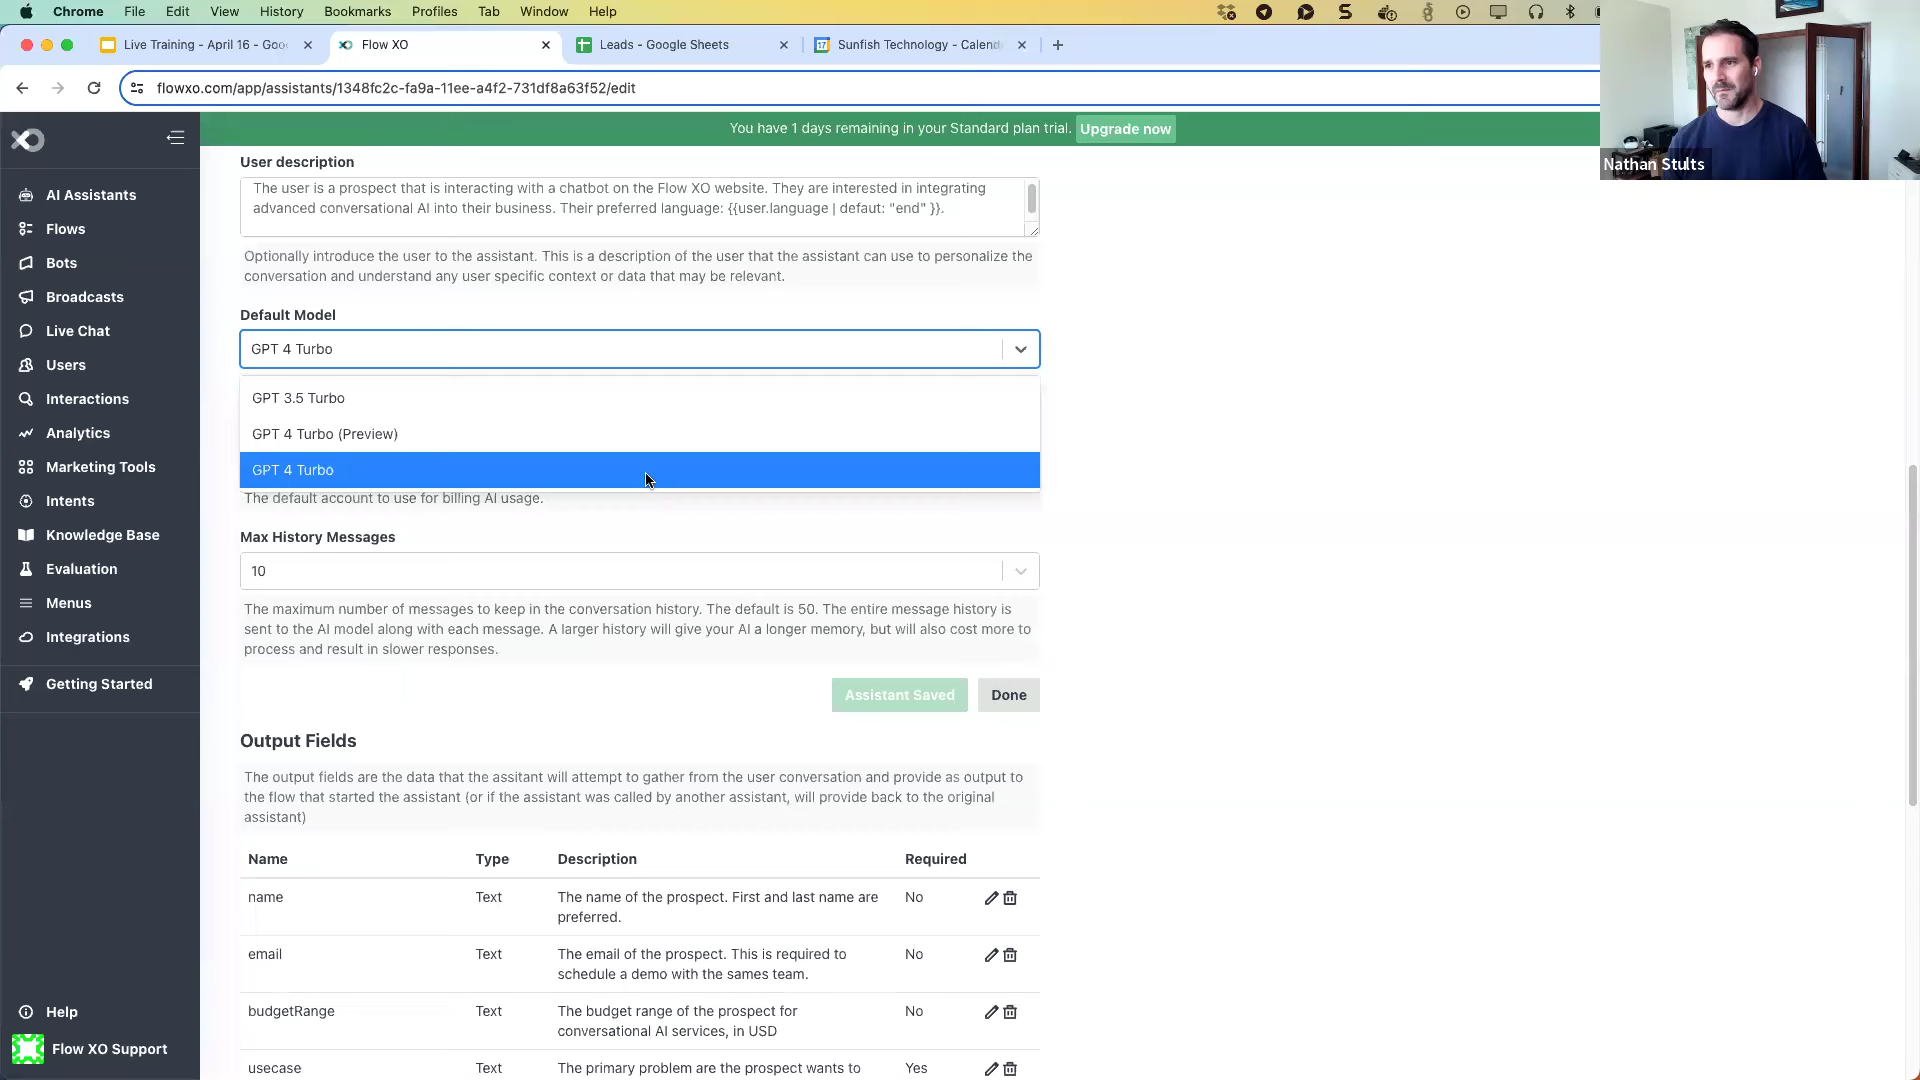 Chrome File Edit View History Bookmarks Profiles Tab Window Help
Live Training - April 16 - Goo
Flow XO
Leads - Google Sheets
Sunfish Technology - Calend
flowxo.com/app/assistants/1348fc2c-fa9a-11ee-a4f2-731df8a63f52/edit
Nathan Stults
XO
You have 1 days remaining in your Standard plan trial. Upgrade now
AI Assistants
Flows
Bots
Broadcasts
Live Chat
Users
Interactions
Analytics
Marketing Tools
Intents
Knowledge Base
Evaluation
Menus
Integrations
Getting Started
Help
Flow XO Support
User description
The user is a prospect that is interacting with a chatbot on the Flow XO website. They are interested in integrating
advanced conversational AI into their business. Their preferred language: {{user.language | defaut: "end" }}.
Optionally introduce the user to the assistant. This is a description of the user that the assistant can use to personalize the
conversation and understand any user specific context or data that may be relevant.
Default Model
GPT 4 Turbo
GPT 3.5 Turbo
GPT 4 Turbo (Preview)
GPT 4 Turbo
The default account to use for billing AI usage.
Max History Messages
10
The maximum number of messages to keep in the conversation history. The default is 50. The entire message history is
sent to the AI model along with each message. A larger history will give your AI a longer memory, but will also cost more to
process and result in slower responses.
Assistant Saved Done
Output Fields
The output fields are the data that the assitant will attempt to gather from the user conversation and provide as output to
the flow that started the assistant (or if the assistant was called by another assistant, will provide back to the original
assistant)
Name Type Description Required
name Text The name of the prospect. First and last name are No
preferred.
email Text The email of the prospect. This is required to No
schedule a demo with the sames team.
budgetRange Text The budget range of the prospect for No
conversational AI services, in USD
usecase Text The primary problem are the prospect wants to Yes